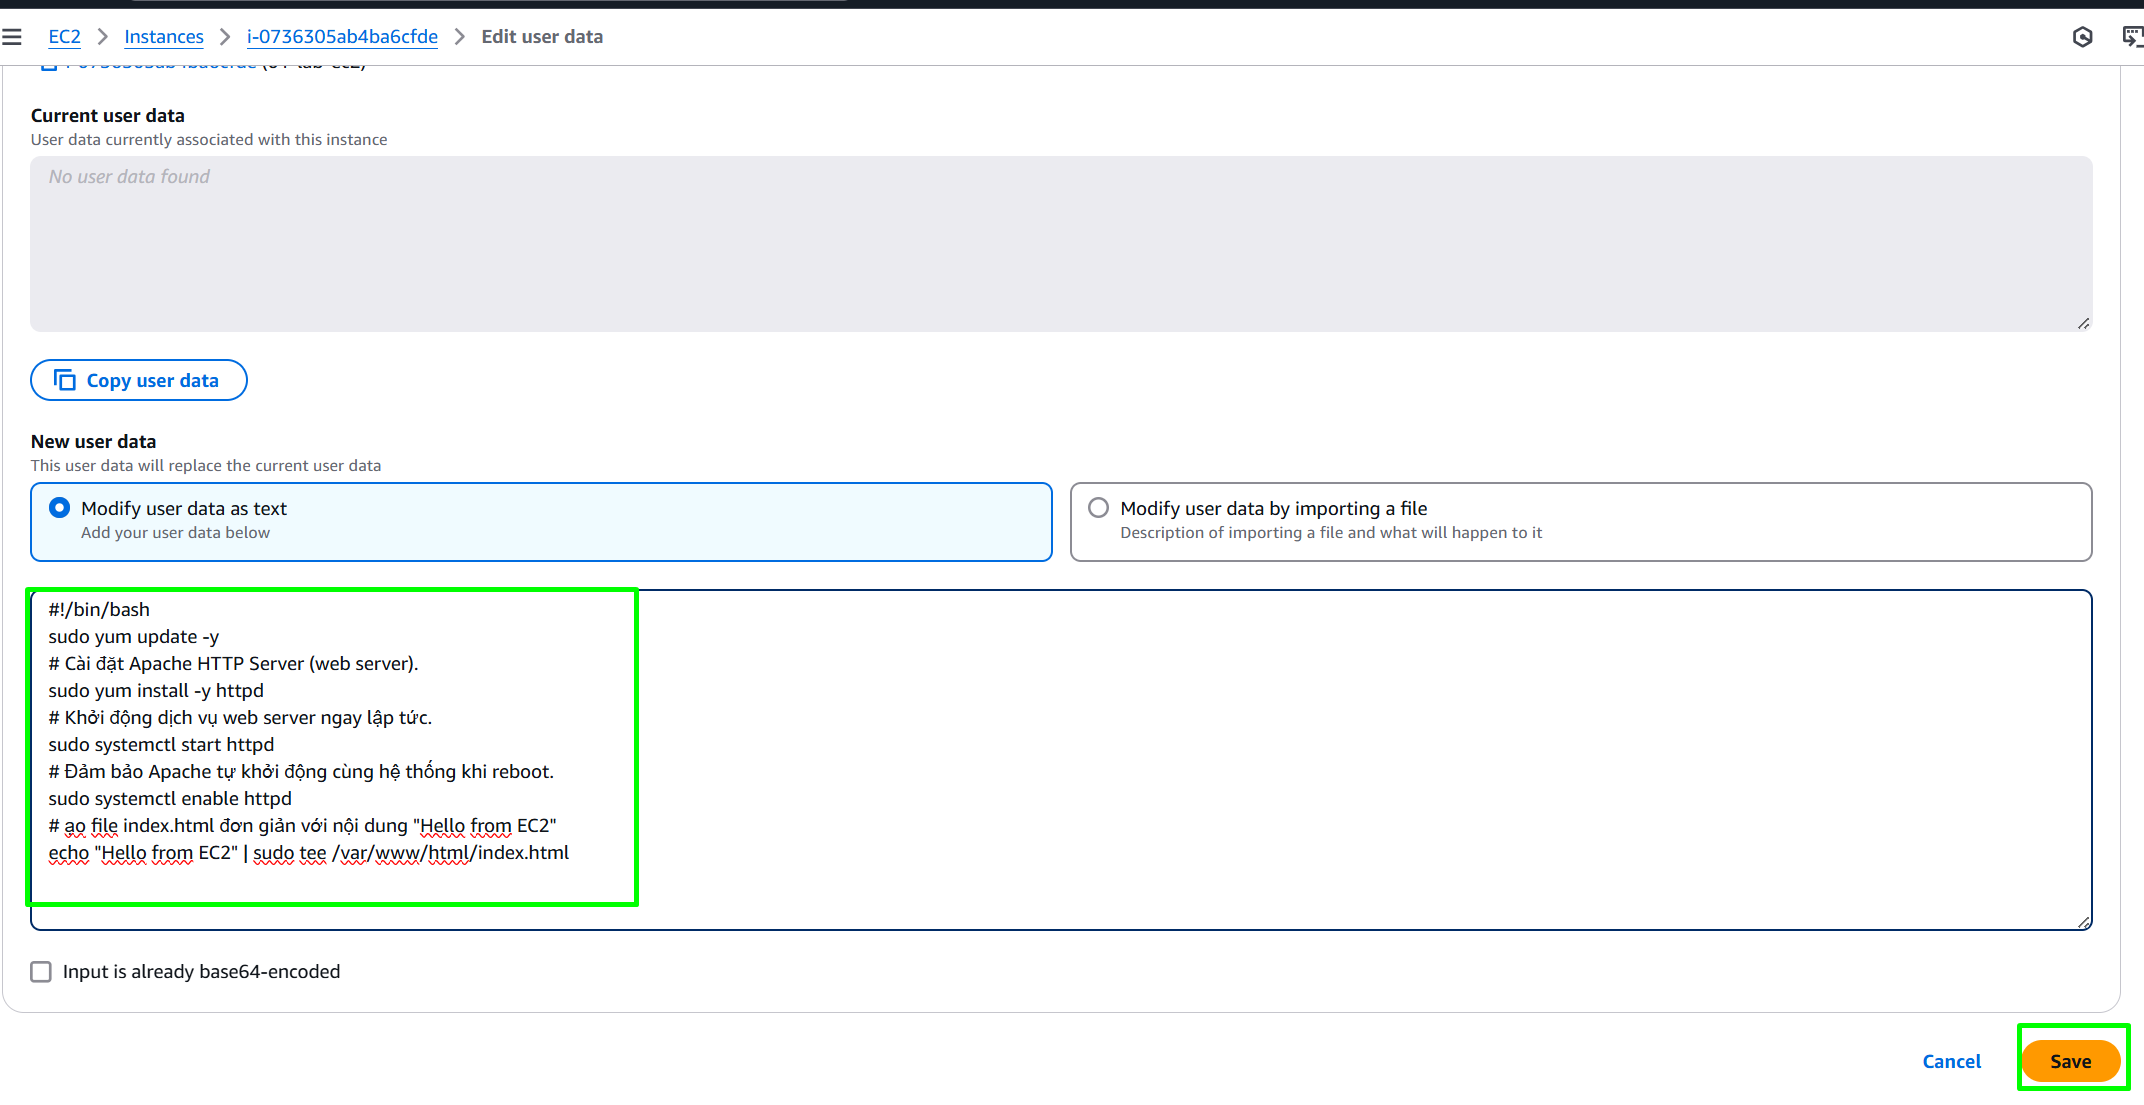 EC2 > Instances > i-0736305ab4ba6cfde > Edit user data
Current user data
User data currently associated with this instance
No user data found
Copy user data
New user data
This user data will replace the current user data
Modify user data as text
Add your user data below
Modify user data by importing a file
Description of importing a file and what will happen to it
#!/bin/bash
sudo yum update -y
# Cài đặt Apache HTTP Server (web server).
sudo yum install -y httpd
# Khởi động dịch vụ web server ngay lập tức.
sudo systemctl start httpd
# Đảm bảo Apache tự khởi động cùng hệ thống khi reboot.
sudo systemctl enable httpd
# ạo file index.html đơn giản với nội dung "Hello from EC2"
echo "Hello from EC2" | sudo tee /var/www/html/index.html
Input is already base64-encoded
Cancel
Save